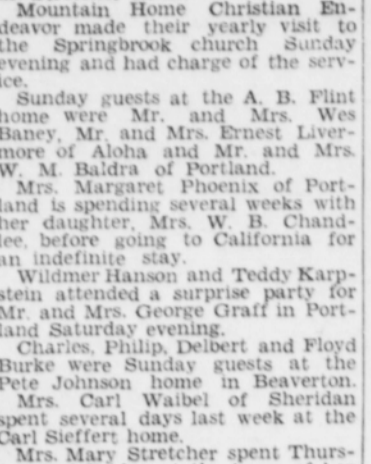 Mountain Home Christian En-
deavor made their yearly visit to
the Springbrook church Sunday
evening and had charge of the serv-
ice.
Sunday guests at the A. B. Flint
home were Mr. and Mrs. Wes
Baney, Mr. and Mrs. Ernest Liver-
more of Aloha and Mr. and Mrs.
W. M. Baldra of Portland.
Mrs. Margaret Phoenix of Port-
land is spending several weeks with
her daughter, Mrs. W. B. Chand-
lee, before going to California for
an indefinite stay.
Wildmer Hanson and Teddy Karp-
stein attended a surprise party for
Mr. and Mrs. George Graff in Port-
land Saturday evening.
Charles, Philip, Delbert and Floyd
Burke were Sunday guests at the
Pete Johnson home in Beaverton.
Mrs. Carl Waibel of Sheridan
spent several days last week at the
Carl Sieffert home.
Mrs. Mary Stretcher spent Thurs-